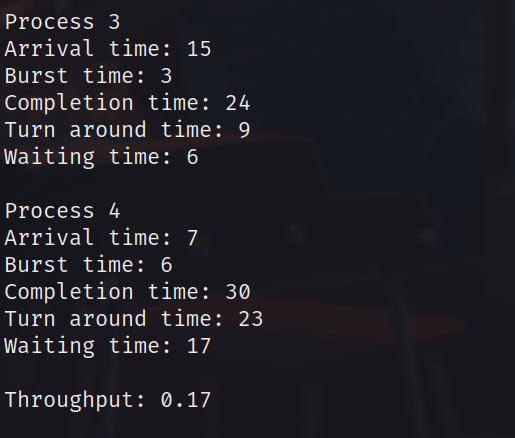 Process 3
Arrival time: 15
Burst time: 3
Completion time: 24
Turn around time: 9
Waiting time: 6
Process 4
Arrival time: 7
Burst time: 6
Completion time: 30
Turn around time: 23
Waiting time: 17
Throughput: 0.17